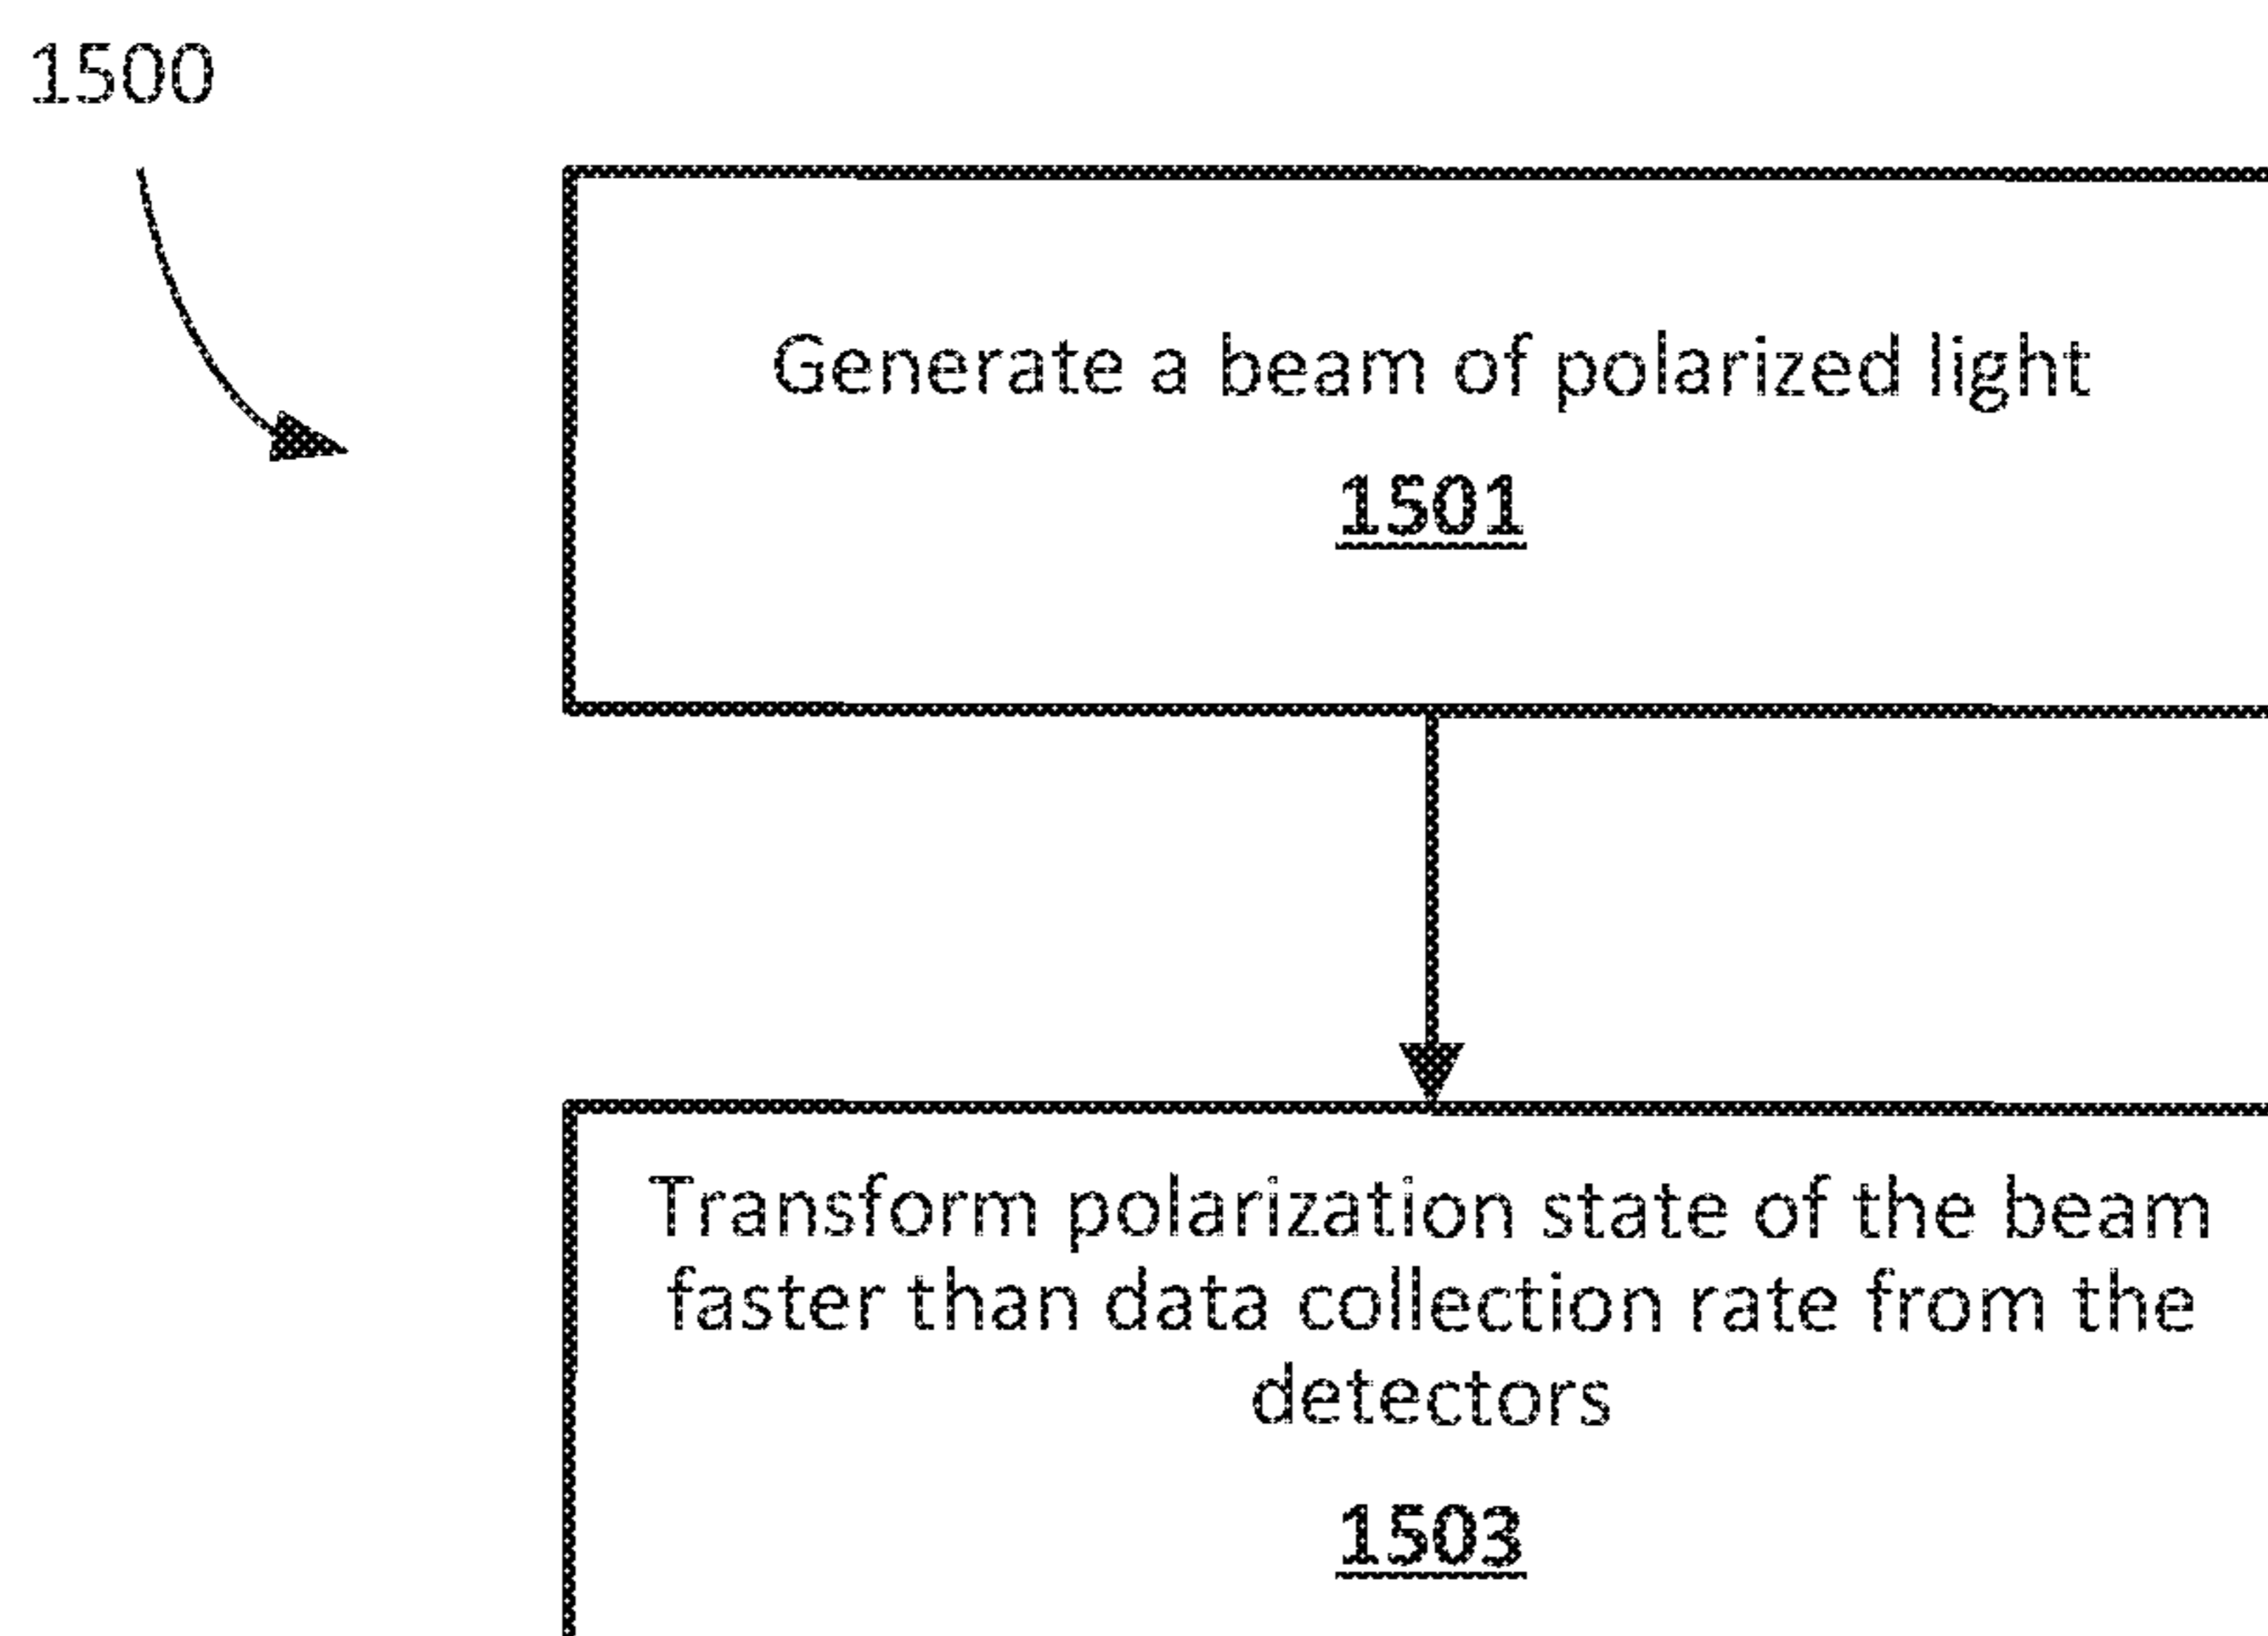 1500
Generate a beam of polarized light
1501
Transform polarization state of the beam
faster than data collection rate from the
detectors
1503